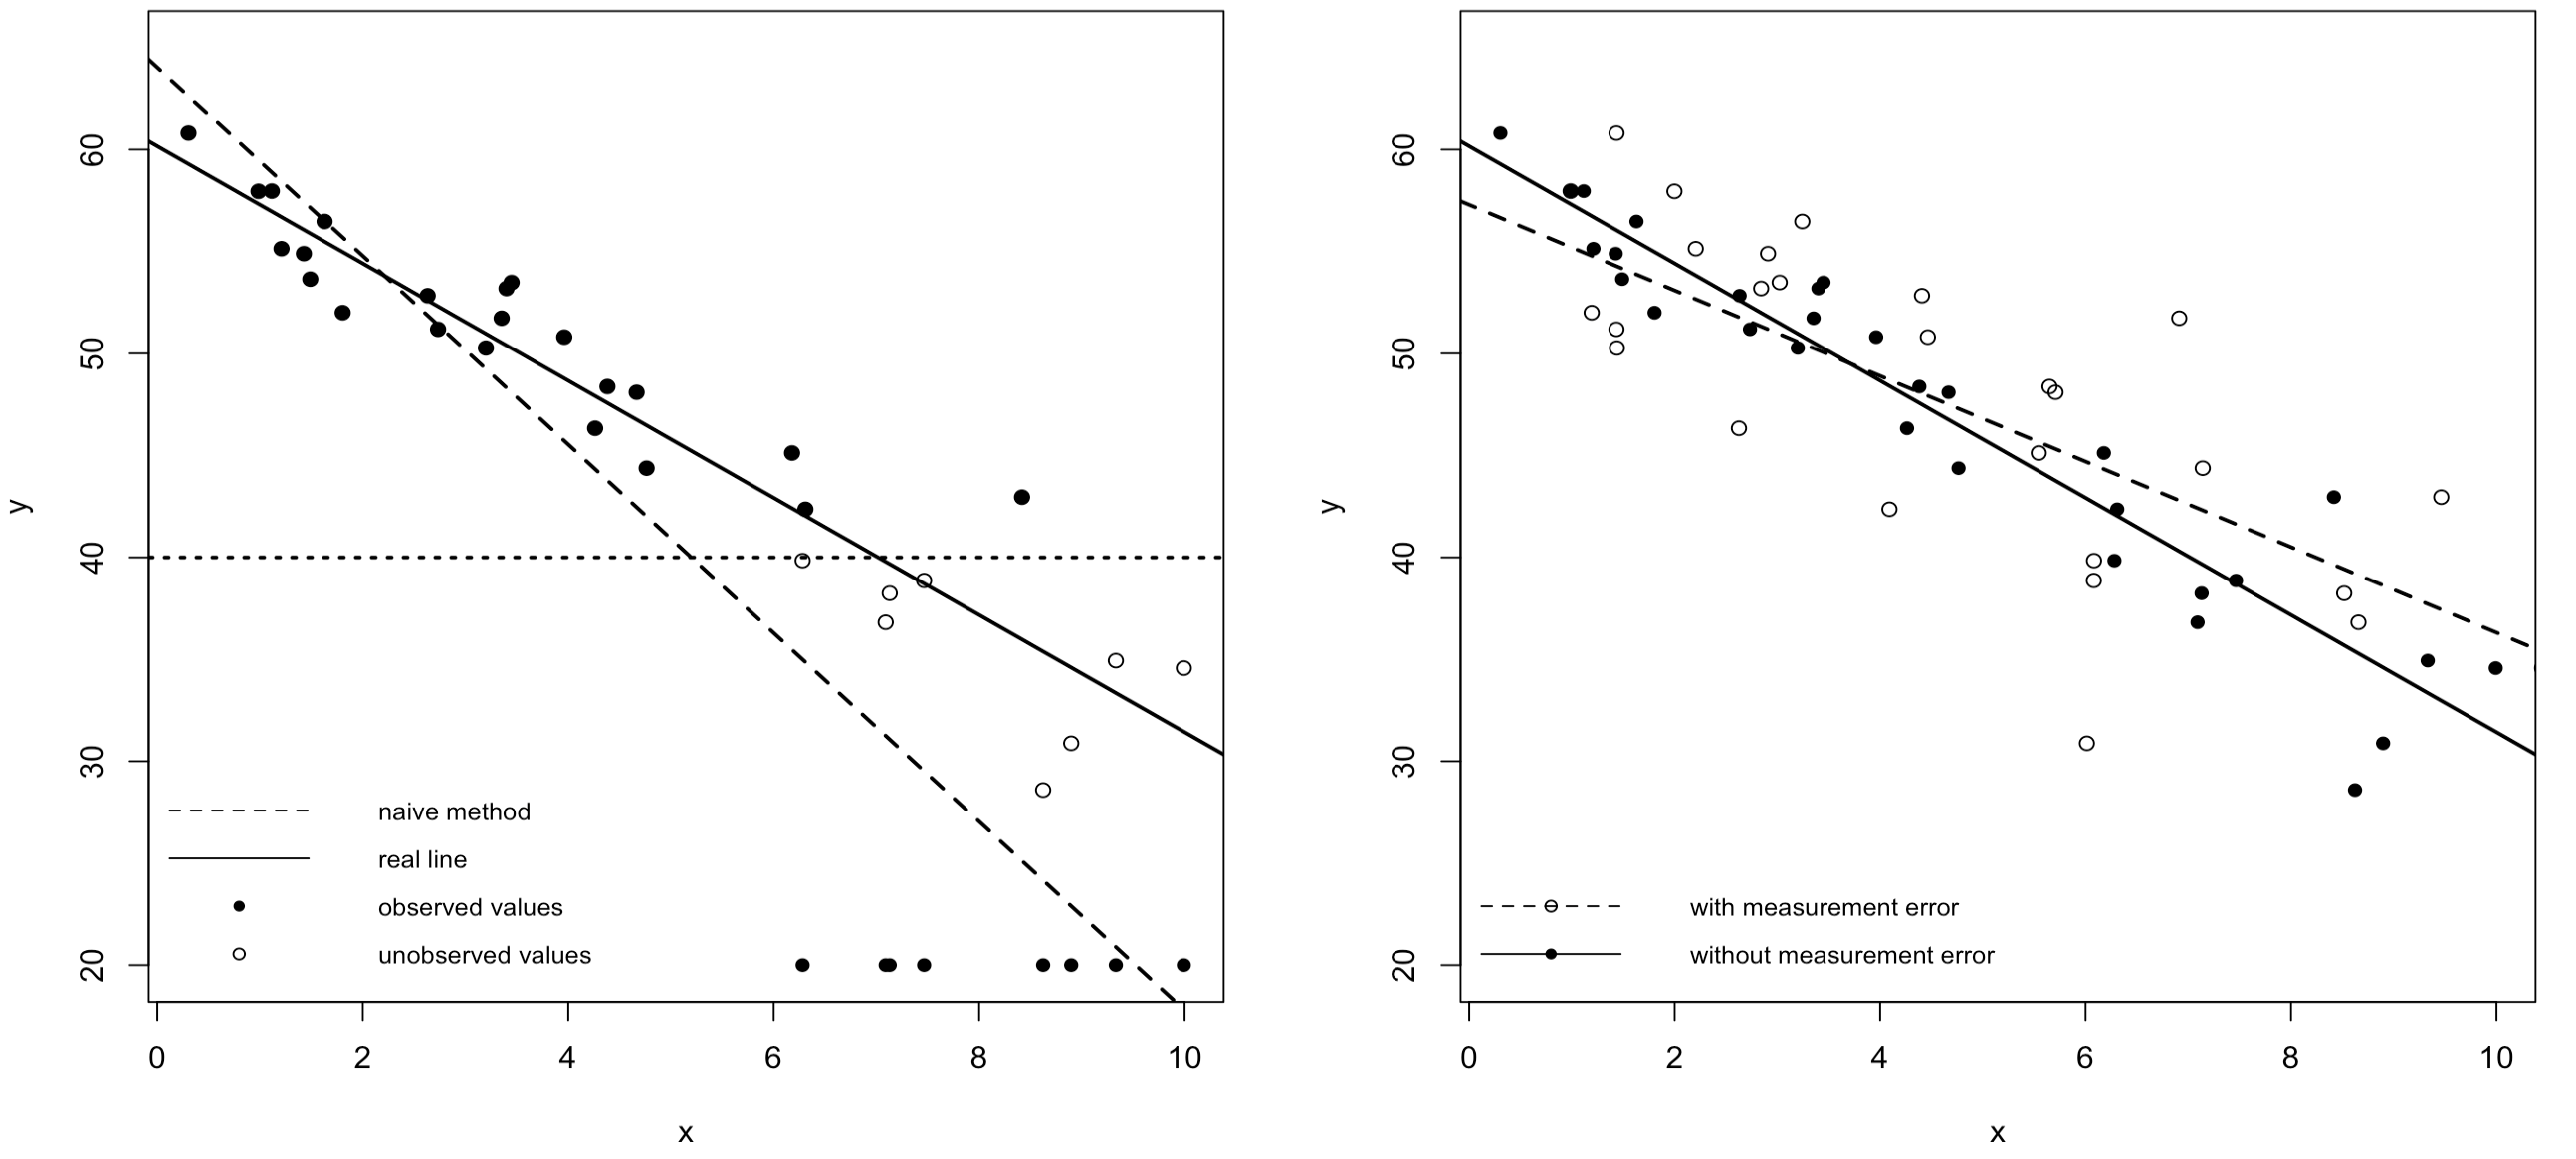 60
50
40
30
20
y
naive method
real line
observed values
unobserved values
0 2 4 6 8 10
x
60
50
40
30
20
y
with measurement error
without measurement error
0 2 4 6 8 10
x